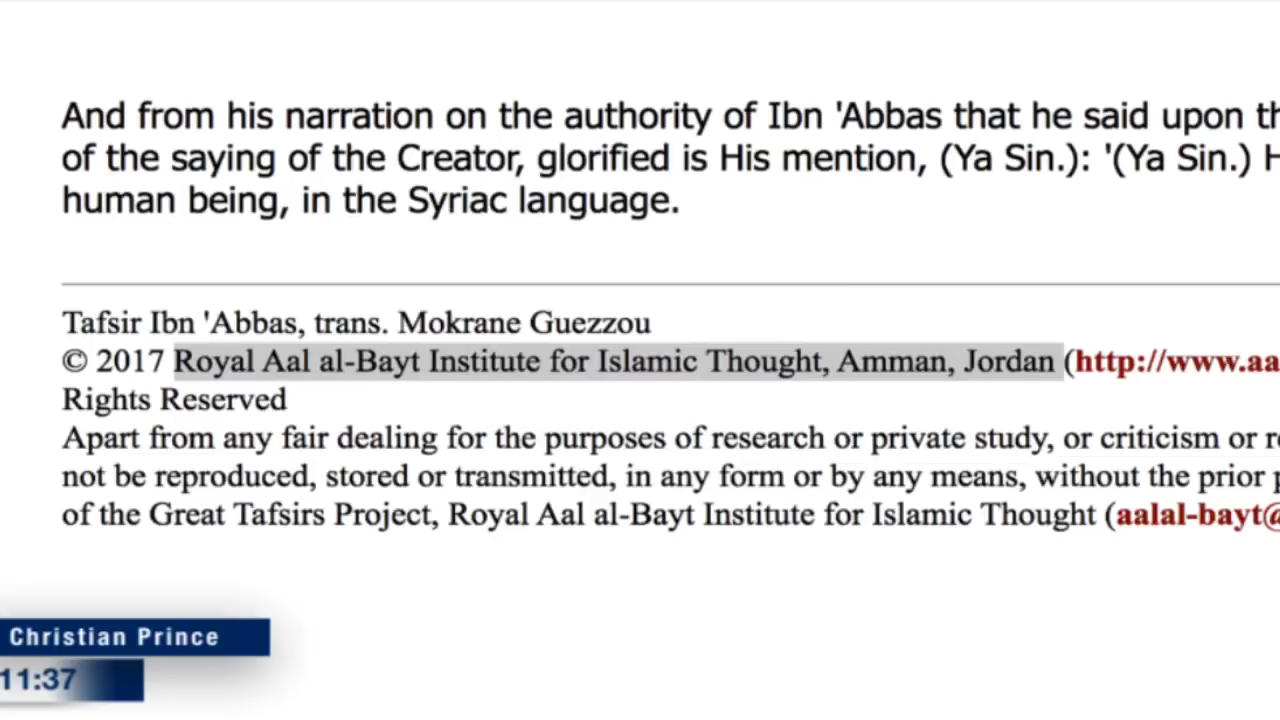 And from his narration on the authority of Ibn 'Abbas that he said upon
of the saying of the Creator, glorified is His mention, (Ya Sin.): '(Ya Sin.)
human being, in the Syriac language.
Tafsir Ibn 'Abbas, trans. Mokrane Guezzou
© 2017 Royal Aal al-Bayt Institute for Islamic Thought, Amman, Jordan (http://www.aa
Rights Reserved
Apart from any fair dealing for the purposes of research or private study, or criticism or
not be reproduced, stored or transmitted, in any form or by any means, without the prior
of the Great Tafsirs Project, Royal Aal al-Bayt Institute for Islamic Thought (aalal-bayt@
Christian Prince
11:37